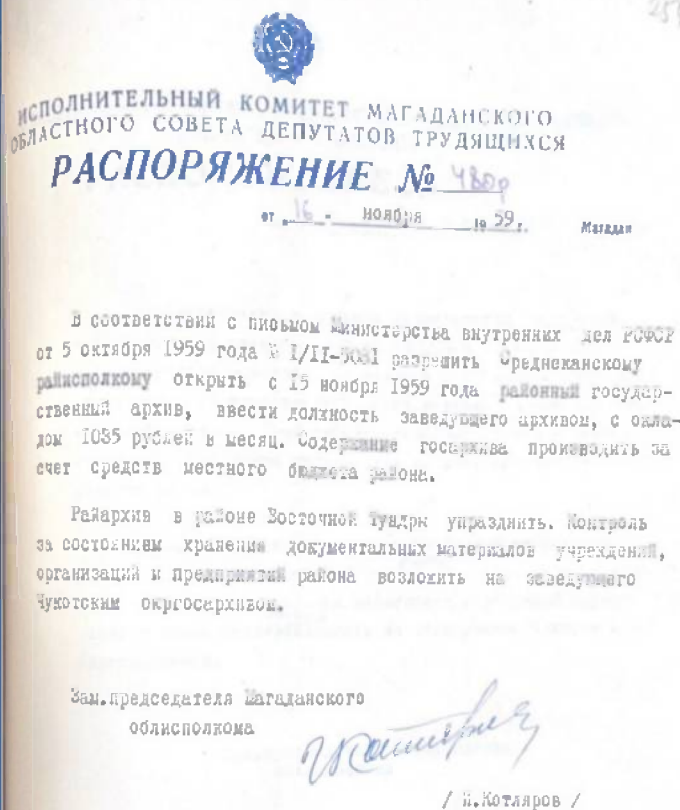 ИСПОЛНИТЕЛЬНЫЙ КОМИТЕТ МАГАДАНСКОГО
ОБЛАСТНОГО СОВЕТА ДЕПУТАТОВ ТРУДЯЩИХСЯ
РАСПОРЯЖЕНИЕ № 480р
от „16 - ноября 1959г. Магадан
В соответствии с письмом Министерства внутренних дел РСФСР
от 5 октября 1959 года № разрешить Среднеканскому
райисполкому открыть с 15 ноября 1959 года районный государ-
ственный архив, ввести должность заведующего архивом, с окла-
дом 1035 рублей в месяц. Содержание госархива производить за
счет средств местного бюджета района.
Райархив в районе Восточной Тундры упразднить. Контроль
за состоянием хранения документальных материалов учреждений,
организаций и предприятий района возложить на заведующего
Чукотским окргосархивом.
Зам.председателя Магаданского
облисполкома
/ Котляров /